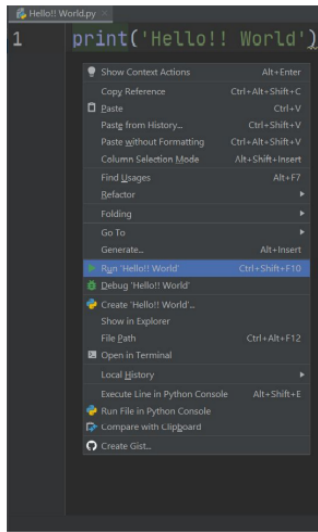 Hello!! World.py
1 print('Hello!! World')
Show Context Actions Alt+Enter
Copy Reference Ctrl+Alt+Shift+C
Paste Ctrl+V
Paste from History... Ctrl+Shift+V
Paste without Formatting Ctrl+Alt+Shift+V
Column Selection Mode Alt+Shift+Insert
Find Usages Alt+F7
Refactor
Folding
Go To
Generate... Alt+Insert
Run 'Hello!! World' Ctrl+Shift+F10
Debug 'Hello!! World'
Create 'Hello!! World'...
Show in Explorer
File Path Ctrl+Alt+F12
Open in Terminal
Local History
Execute Line in Python Console Alt+Shift+E
Run File in Python Console
Compare with Clipboard
Create Gist...